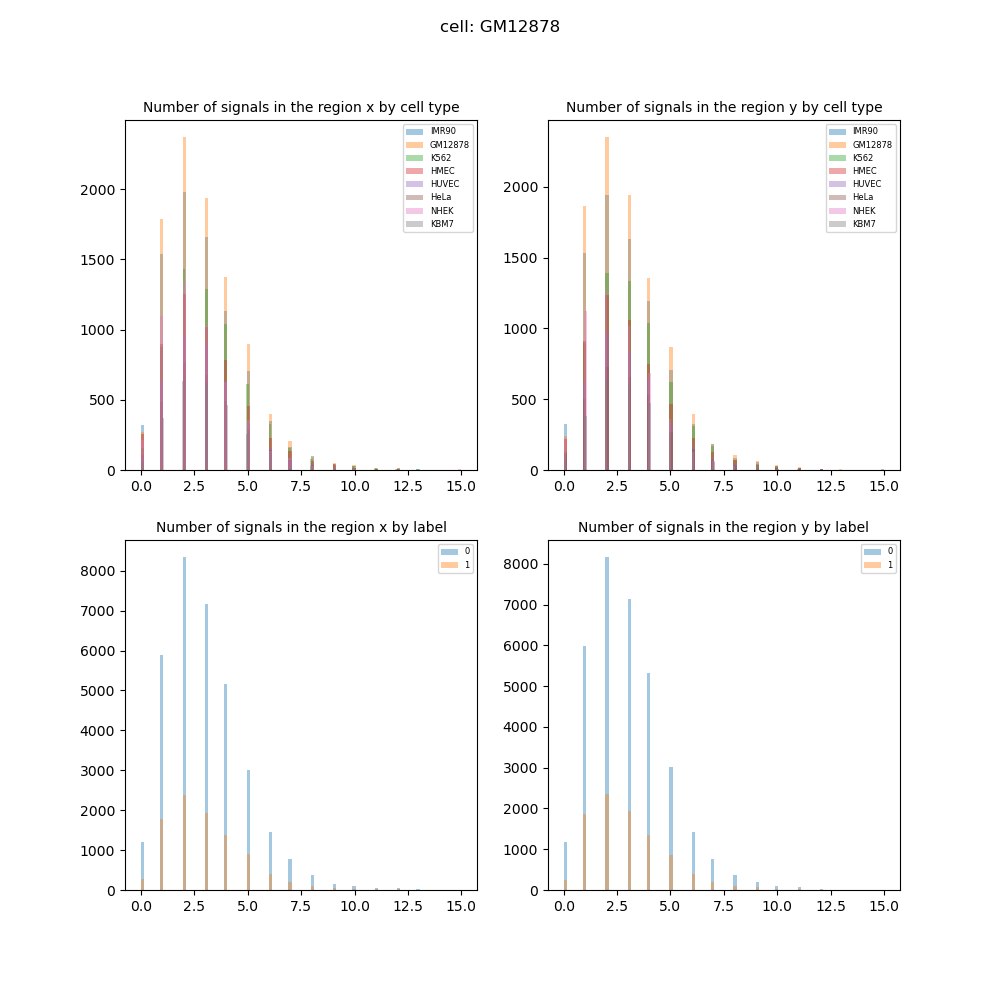 cell: GM12878
Number of signals in the region x by cell type
IMR90
GM12878
K562
HMEC
HUVEC
HeLa
NHEK
KBM7
2000
1500
1000
500
0
0.0 2.5 5.0 7.5 10.0 12.5 15.0
Number of signals in the region y by cell type
IMR90
GM12878
K562
HMEC
HUVEC
HeLa
NHEK
KBM7
2000
1500
1000
500
0
0.0 2.5 5.0 7.5 10.0 12.5 15.0
Number of signals in the region x by label
0
1
8000
7000
6000
5000
4000
3000
2000
1000
0
0.0 2.5 5.0 7.5 10.0 12.5 15.0
Number of signals in the region y by label
0
1
8000
7000
6000
5000
4000
3000
2000
1000
0
0.0 2.5 5.0 7.5 10.0 12.5 15.0